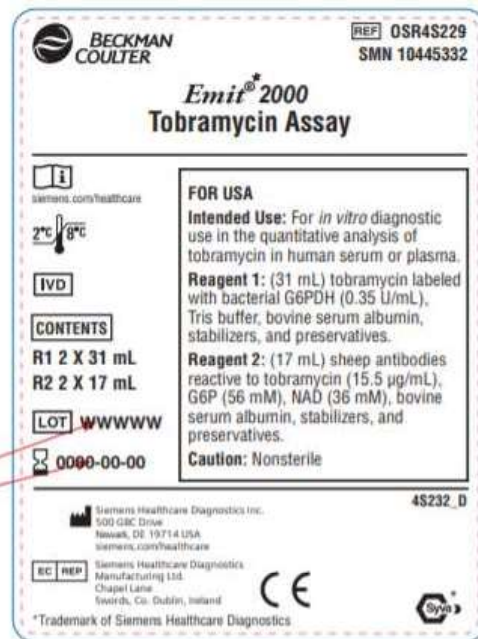 BECKMAN
COULTER
REF OSR4S229
SMN 10445332
Emit®* 2000
Tobramycin Assay
siemens.com/healthcare
2°C 8°C
IVD
CONTENTS
R1 2 X 31 mL
R2 2 X 17 mL
LOT WWWWW
0000-00-00
FOR USA
Intended Use: For in vitro diagnostic
use in the quantitative analysis of
tobramycin in human serum or plasma.
Reagent 1: (31 mL) tobramycin labeled
with bacterial G6PDH (0.35 U/mL),
Tris buffer, bovine serum albumin,
stabilizers, and preservatives.
Reagent 2: (17 mL) sheep antibodies
reactive to tobramycin (15.5 µg/mL),
G6P (56 mM), NAD (36 mM), bovine
serum albumin, stabilizers, and
preservatives.
Caution: Nonsterile
4S232_D
Siemens Healthcare Diagnostics Inc.
500 GBC Drive
Newark, DE 19714 USA
siemens.com/healthcare
EC REP
Siemens Healthcare Diagnostics
Manufacturing Ltd.
Chapel Lane
Swords, Co. Dublin, Ireland
CE
Syva*
*Trademark of Siemens Healthcare Diagnostics